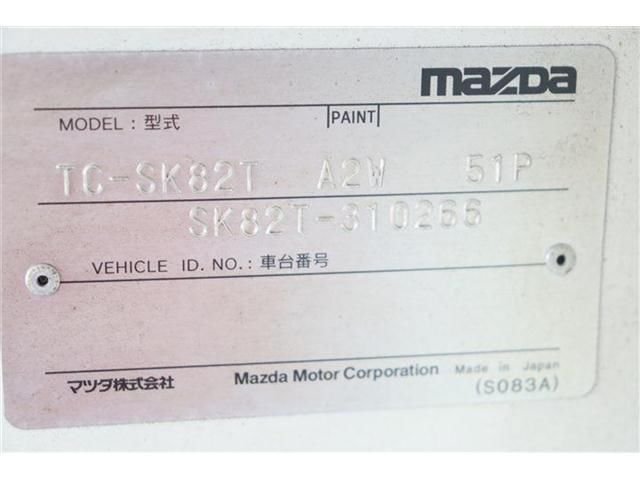 mazda
MODEL : 型式 PAINT
TC-SK82T A2W 51P
SK82T-310266
VEHICLE ID. NO. : 車台番号
マツダ株式会社 Mazda Motor Corporation Made in Japan
(S083A)